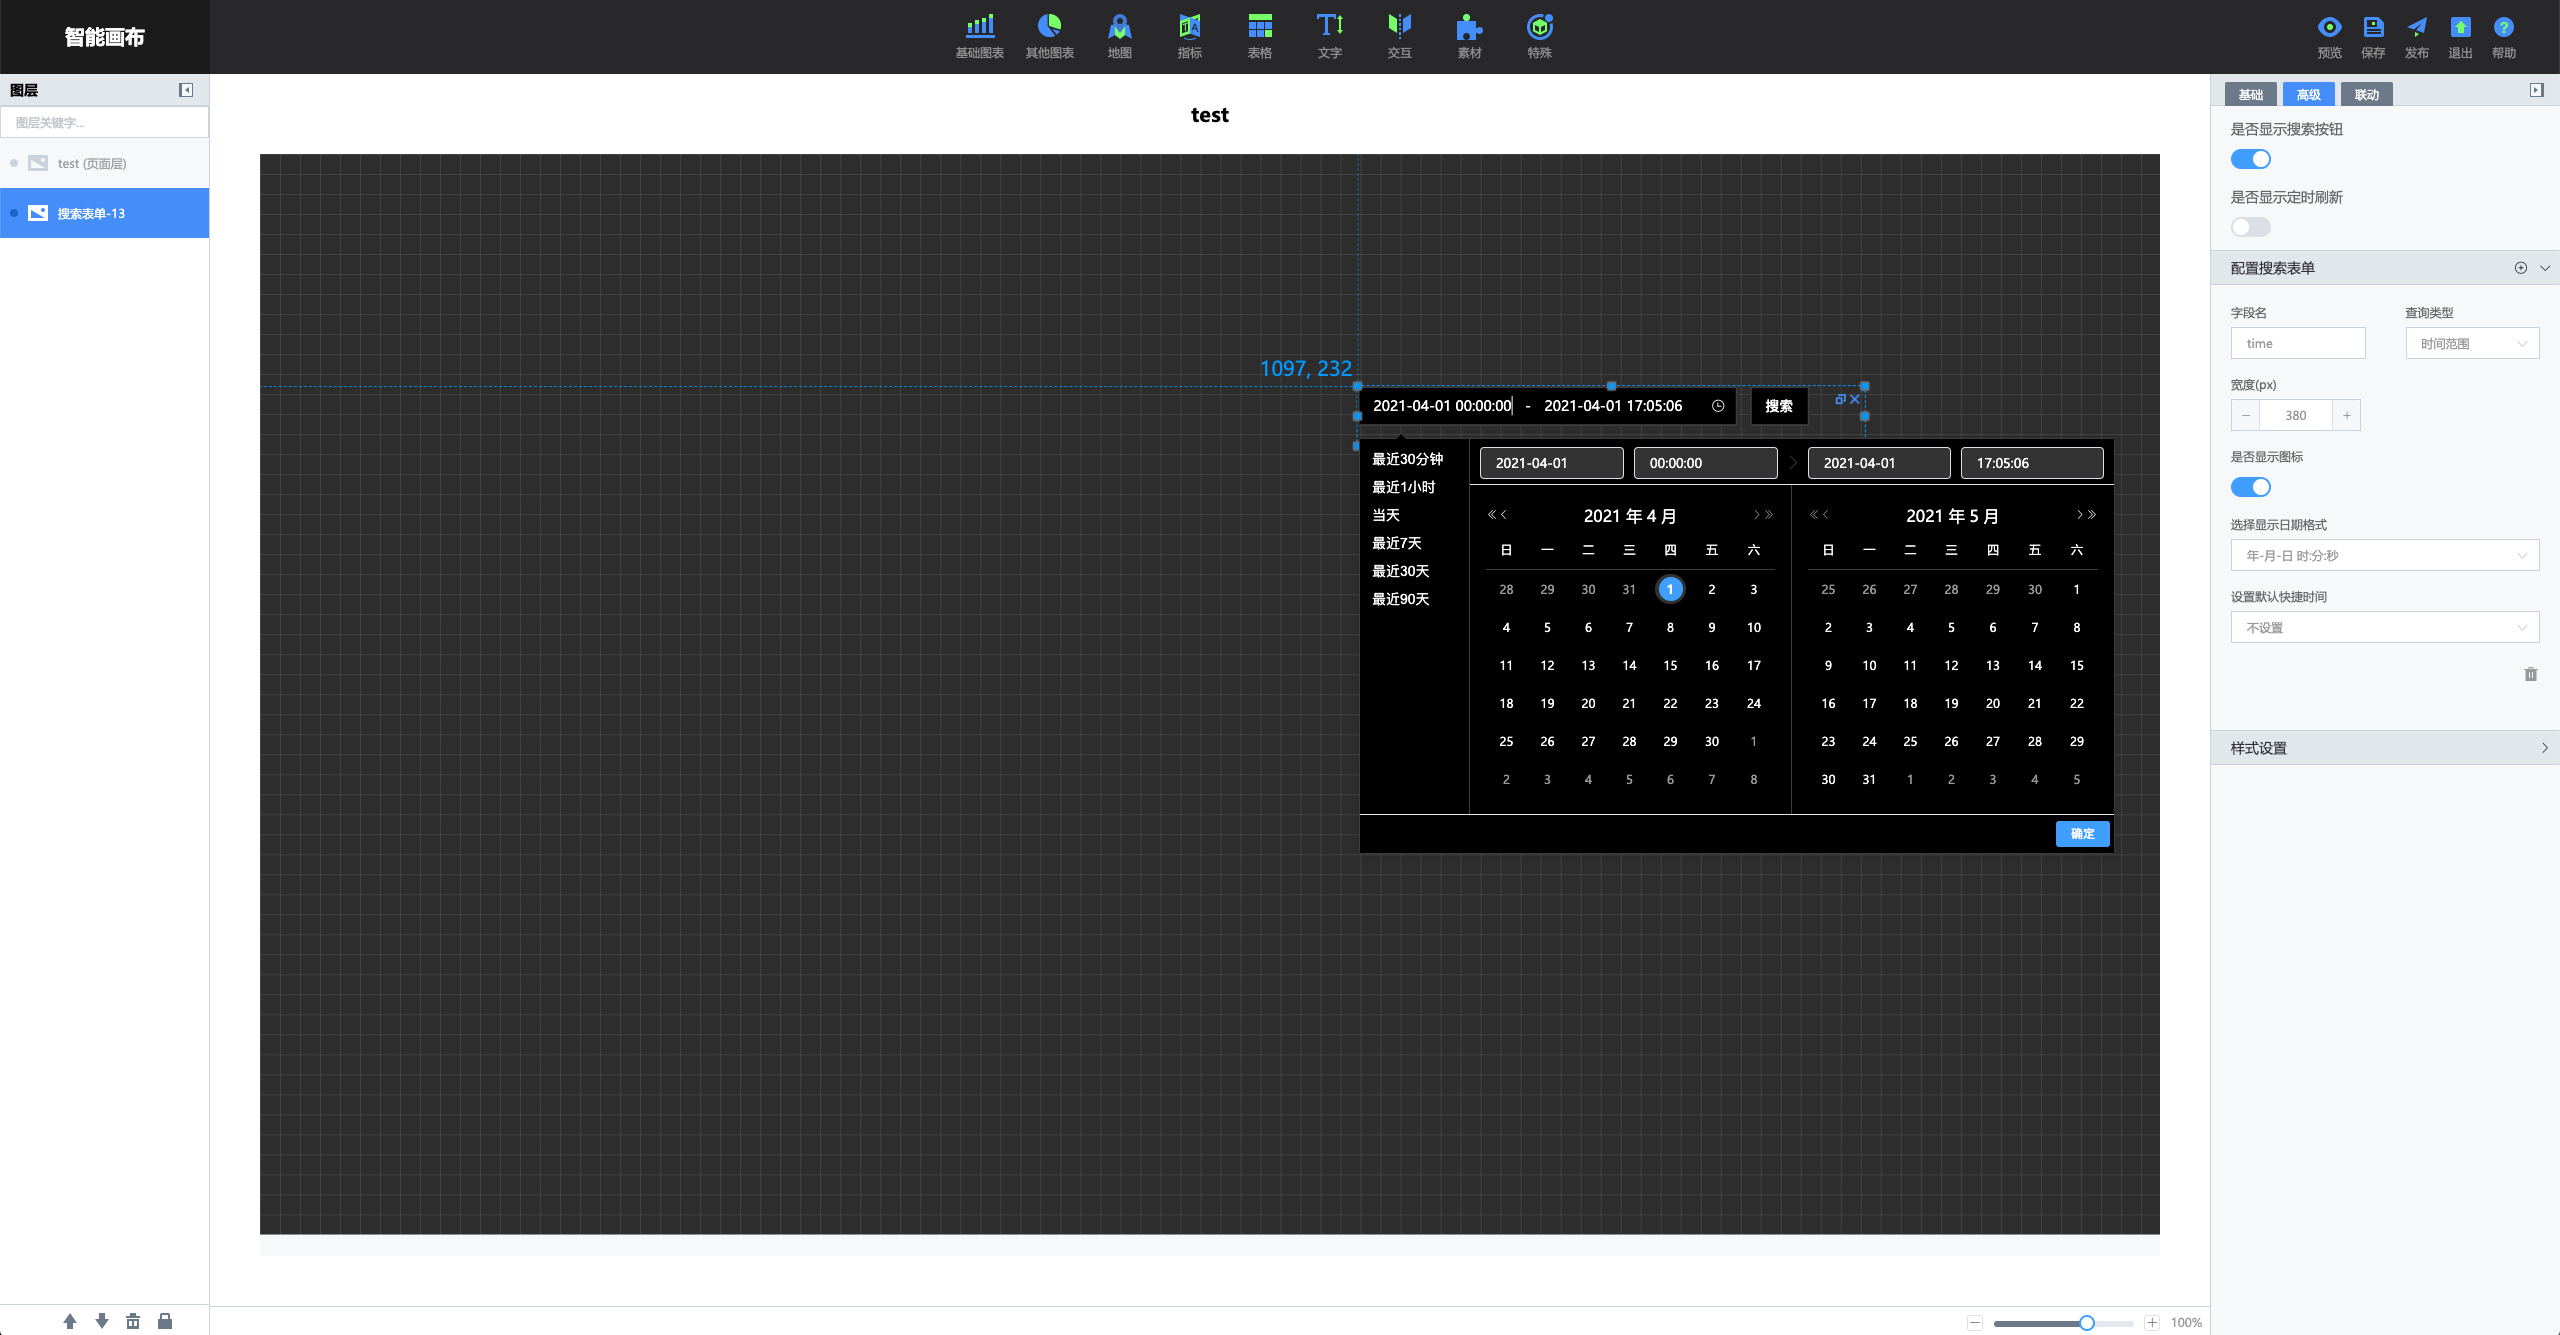 智能画布
基础图表
其他图表
地图
指标
表格
文字
交互
素材
特殊
预览
保存
发布
退出
帮助
图层
图层关键字...
test (页面层)
搜索表单-13
test
1097, 232
2021-04-01 00:00:00 - 2021-04-01 17:05:06
搜索
最近30分钟
最近1小时
当天
最近7天
最近30天
最近90天
2021-04-01 00:00:00 2021-04-01 17:05:06
2021 年 4 月
日 一 二 三 四 五 六
28 29 30 31 1 2 3
4 5 6 7 8 9 10
11 12 13 14 15 16 17
18 19 20 21 22 23 24
25 26 27 28 29 30 1
2 3 4 5 6 7 8
2021 年 5 月
日 一 二 三 四 五 六
25 26 27 28 29 30 1
2 3 4 5 6 7 8
9 10 11 12 13 14 15
16 17 18 19 20 21 22
23 24 25 26 27 28 29
30 31 1 2 3 4 5
确定
基础 高级 联动
是否显示搜索按钮
是否显示定时刷新
配置搜索表单
字段名 查询类型
time 时间范围
宽度(px)
− 380 +
是否显示图标
选择显示日期格式
年-月-日 时:分:秒
设置默认快捷时间
不设置
样式设置
100%